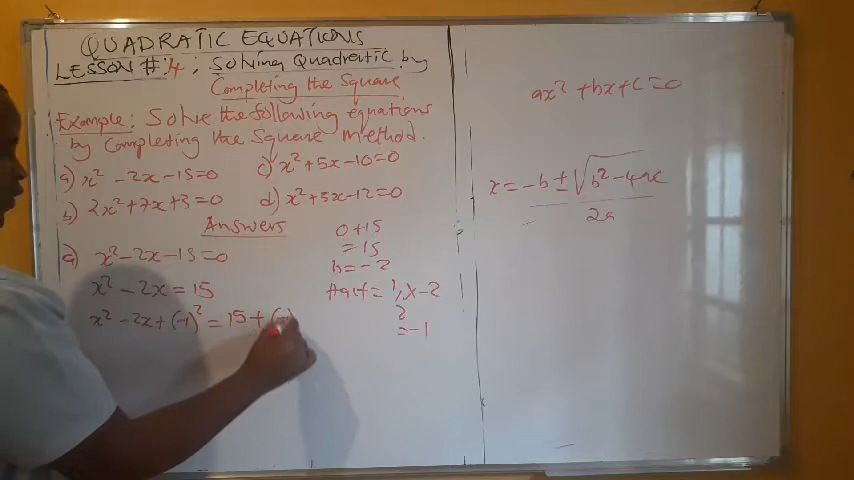 QUADRATIC EQUATIONS
LESSON #:4; Solving Quadratic by
Completing the Square
Example: Solve the following equations
by Completing the Square method.
a) x² - 2x - 15 = 0
b) 2x² + 7x + 3 = 0
c) x² + 5x - 10 = 0
d) x² + 5x - 12 = 0
Answers
a) x² - 2x - 15 = 0
x² - 2x = 15
x² - 2x + (-1)² = 15 + (-1
0 + 15
= 15
b = -2
Half = 1/2 x -2
= -1
ax² + bx + c = 0
x = -b ± √b² - 4ac
2a